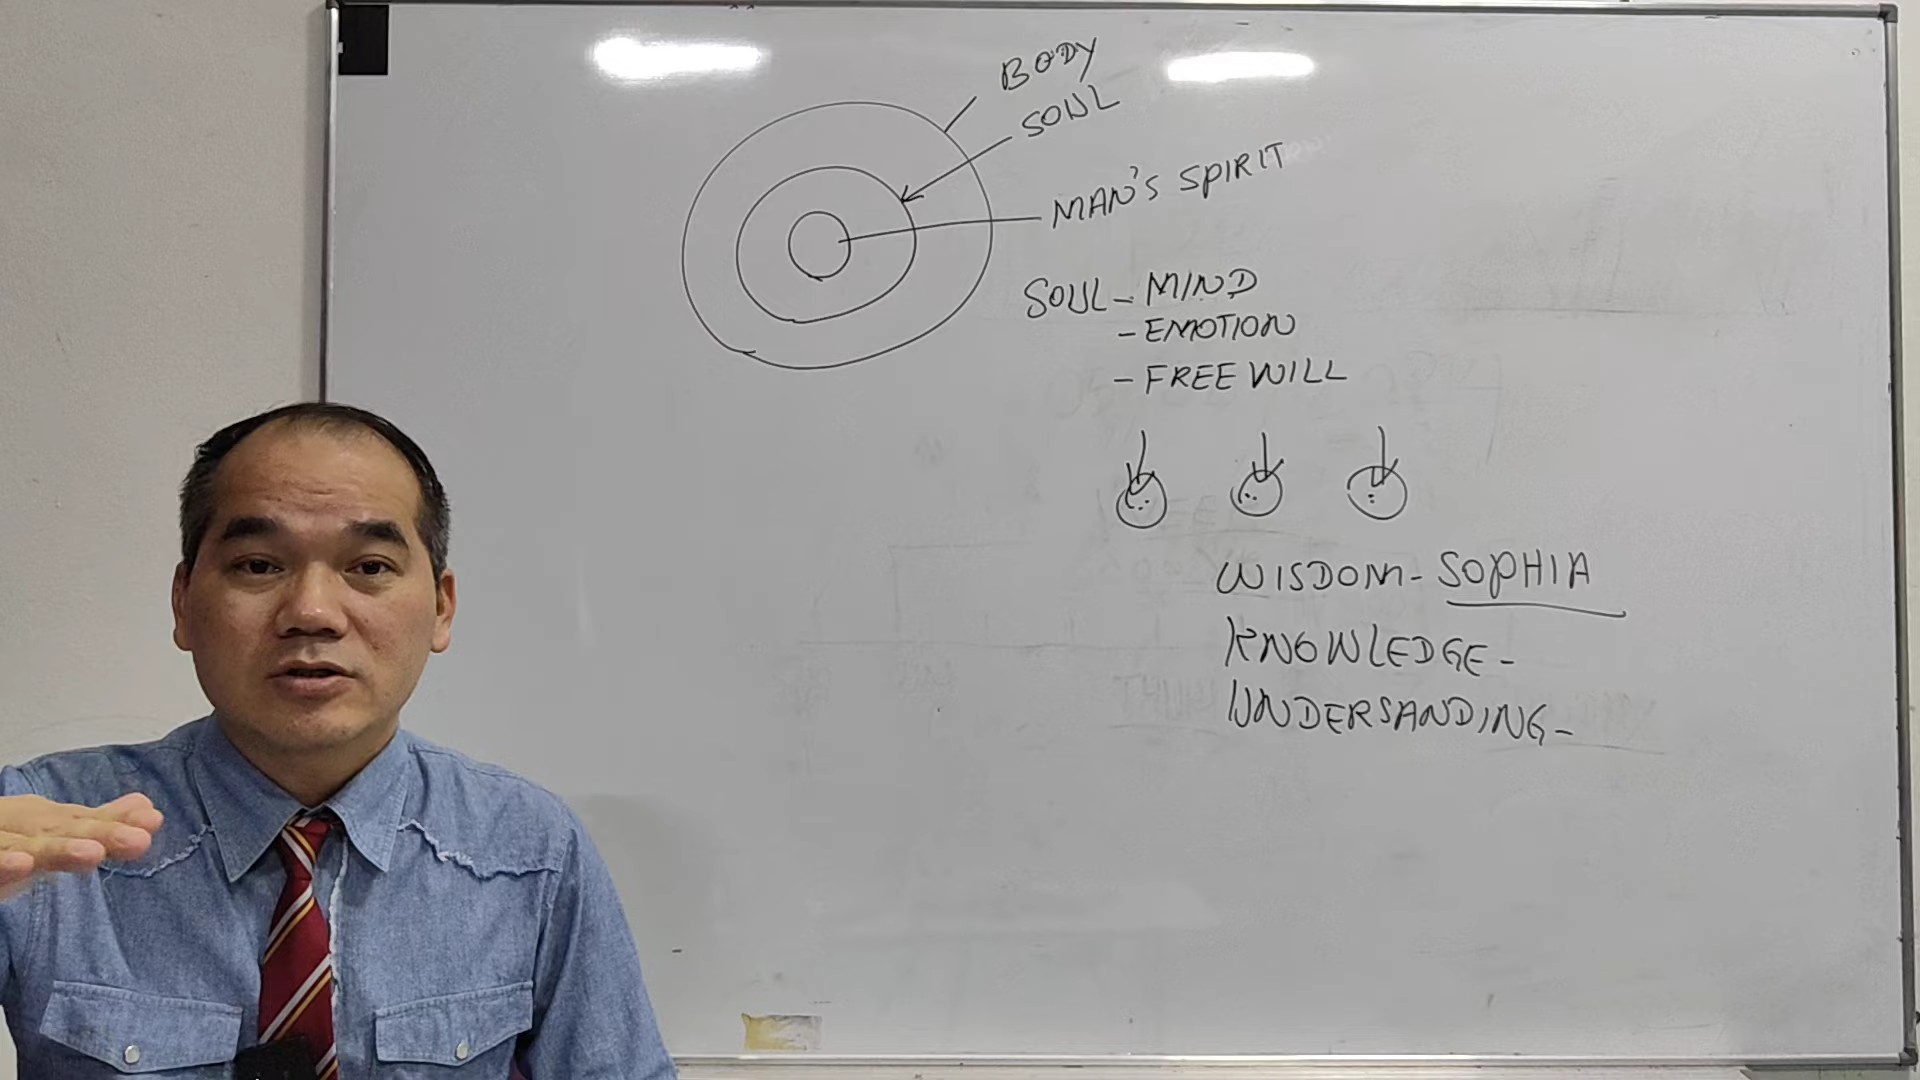 BODY
SOUL
MAN'S SPIRIT
SOUL - MIND
- EMOTION
- FREE WILL
WISDOM - SOPHIA
KNOWLEDGE -
UNDERSANDING -